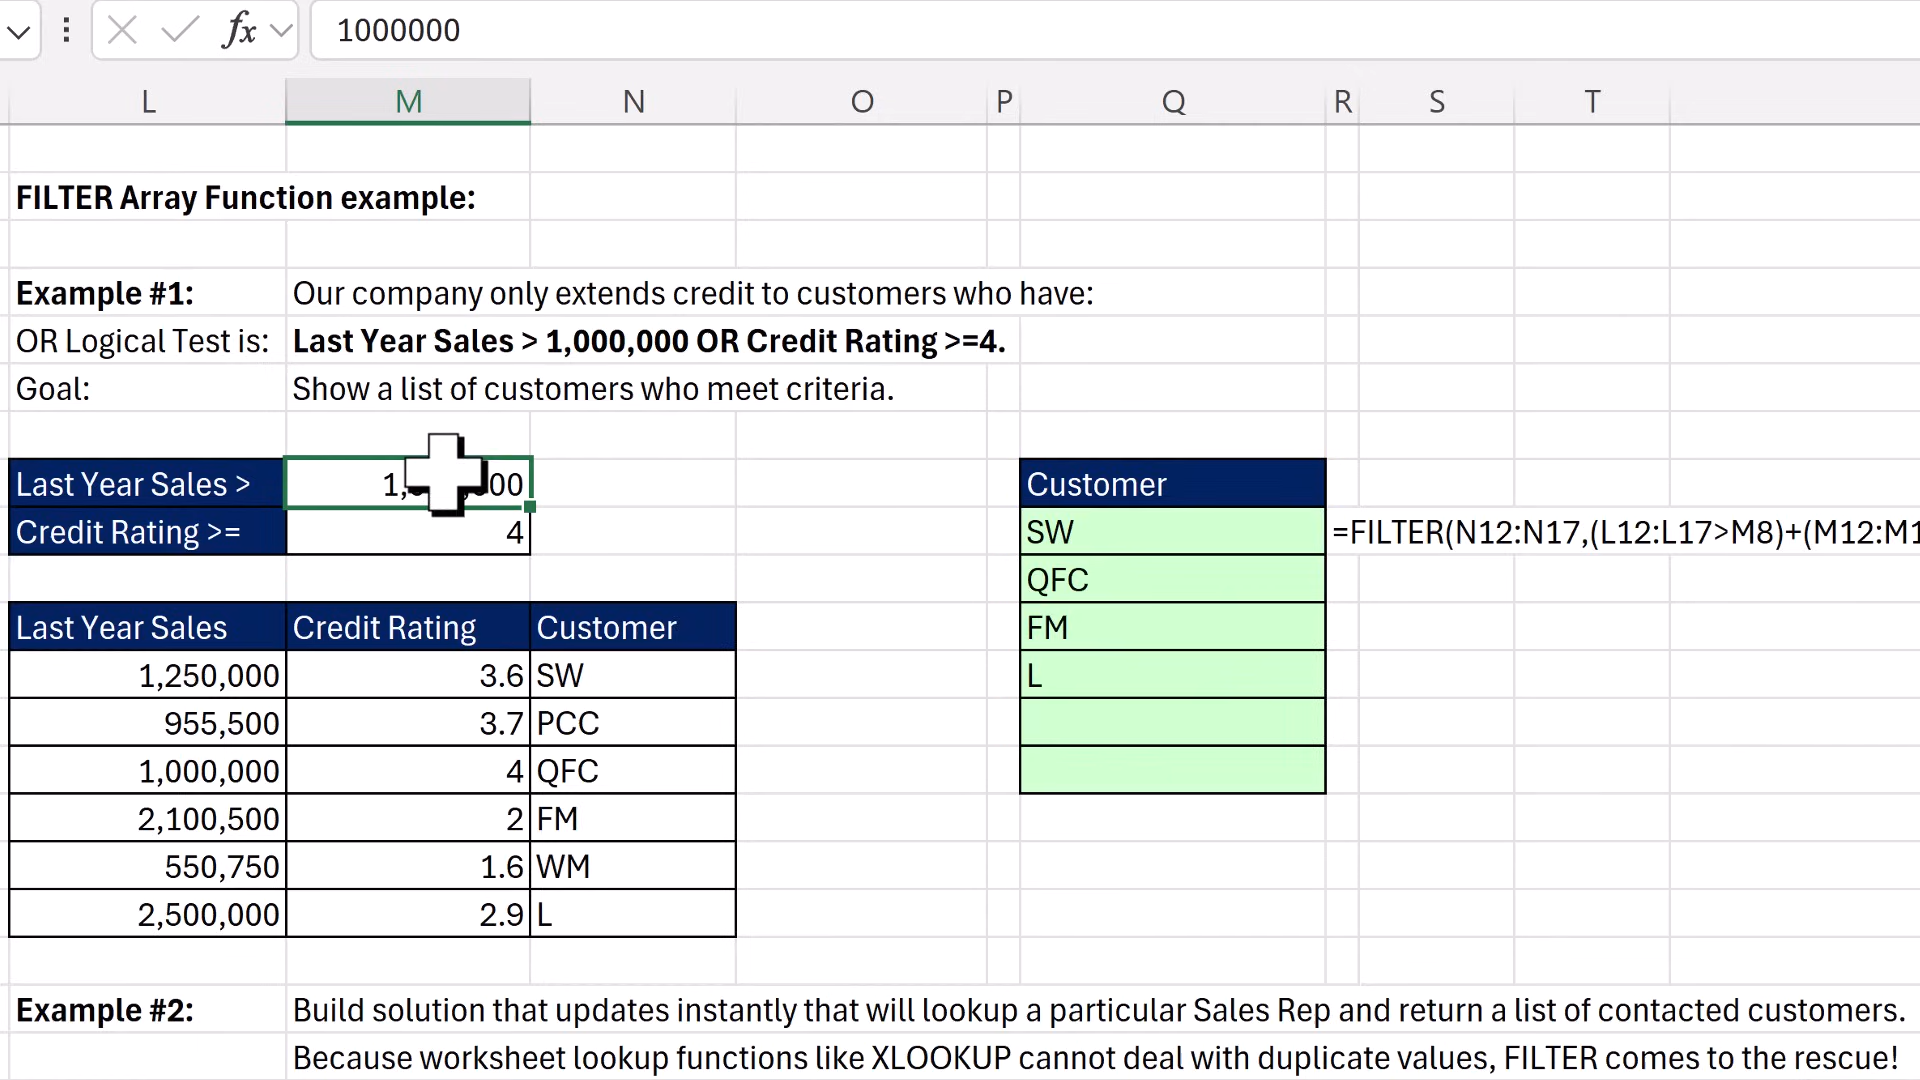 fx 1000000
L M N O P Q R S T
FILTER Array Function example:
Example #1: Our company only extends credit to customers who have:
OR Logical Test is: Last Year Sales > 1,000,000 OR Credit Rating >=4.
Goal: Show a list of customers who meet criteria.
Last Year Sales > Customer
Credit Rating >= 4 SW =FILTER(N12:N17,(L12:L17>M8)+(M12:M1
QFC
Last Year Sales Credit Rating Customer FM
1,250,000 3.6 SW L
955,500 3.7 PCC
1,000,000 4 QFC
2,100,500 2 FM
550,750 1.6 WM
2,500,000 2.9 L
Example #2: Build solution that updates instantly that will lookup a particular Sales Rep and return a list of contacted customers.
Because worksheet lookup functions like XLOOKUP cannot deal with duplicate values, FILTER comes to the rescue!